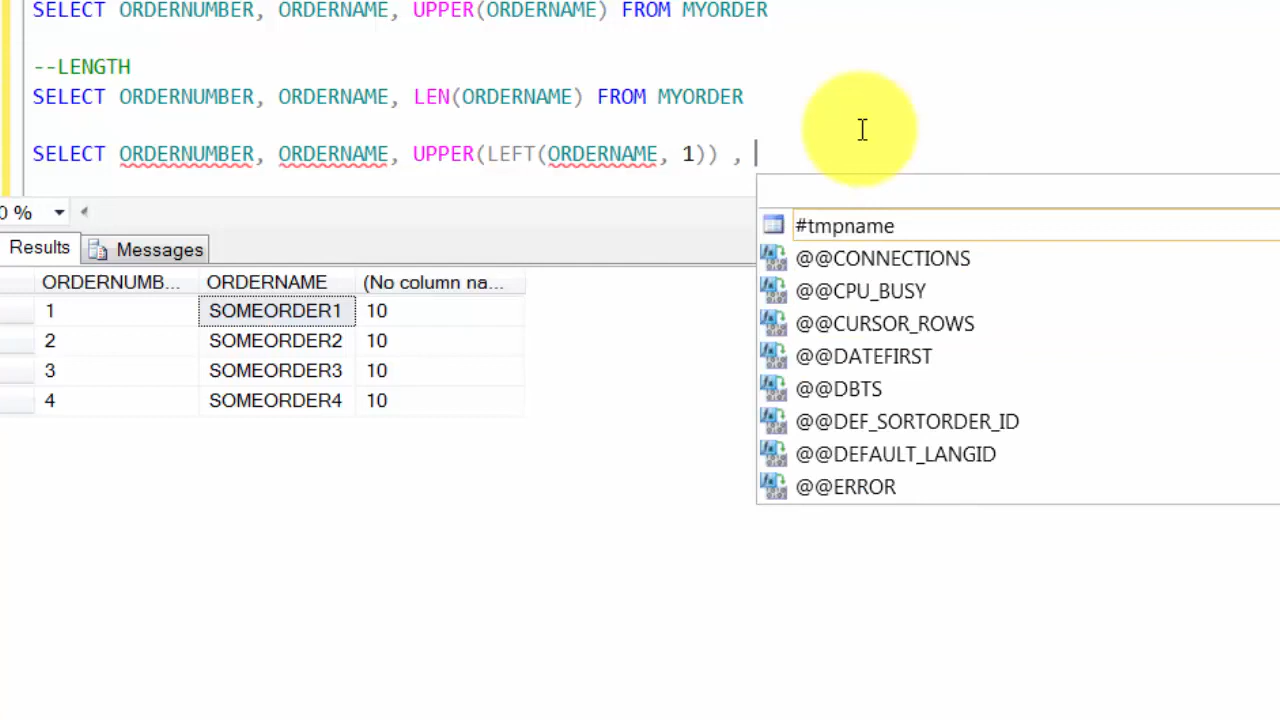 SELECT ORDERNUMBER, ORDERNAME, UPPER(ORDERNAME) FROM MYORDER
--LENGTH
SELECT ORDERNUMBER, ORDERNAME, LEN(ORDERNAME) FROM MYORDER
SELECT ORDERNUMBER, ORDERNAME, UPPER(LEFT(ORDERNAME, 1)) ,
0 %
Results Messages
ORDERNUMB... ORDERNAME (No column na...
1 SOMEORDER1 10
2 SOMEORDER2 10
3 SOMEORDER3 10
4 SOMEORDER4 10
#tmpname
@@CONNECTIONS
@@CPU_BUSY
@@CURSOR_ROWS
@@DATEFIRST
@@DBTS
@@DEF_SORTORDER_ID
@@DEFAULT_LANGID
@@ERROR